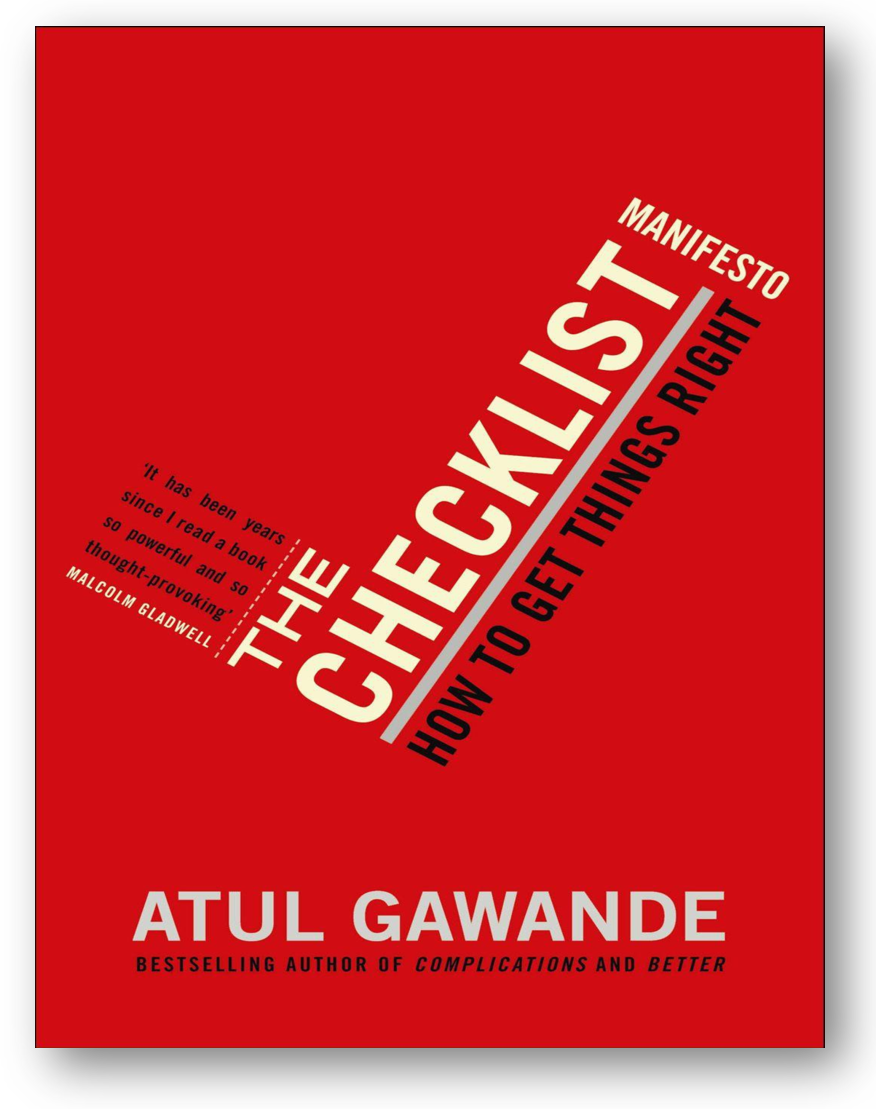 THE
CHECKLIST
MANIFESTO
HOW TO GET THINGS RIGHT
‘It has been years
since I read a book
so powerful and so
thought-provoking’
MALCOLM GLADWELL
ATUL GAWANDE
BESTSELLING AUTHOR OF COMPLICATIONS AND BETTER